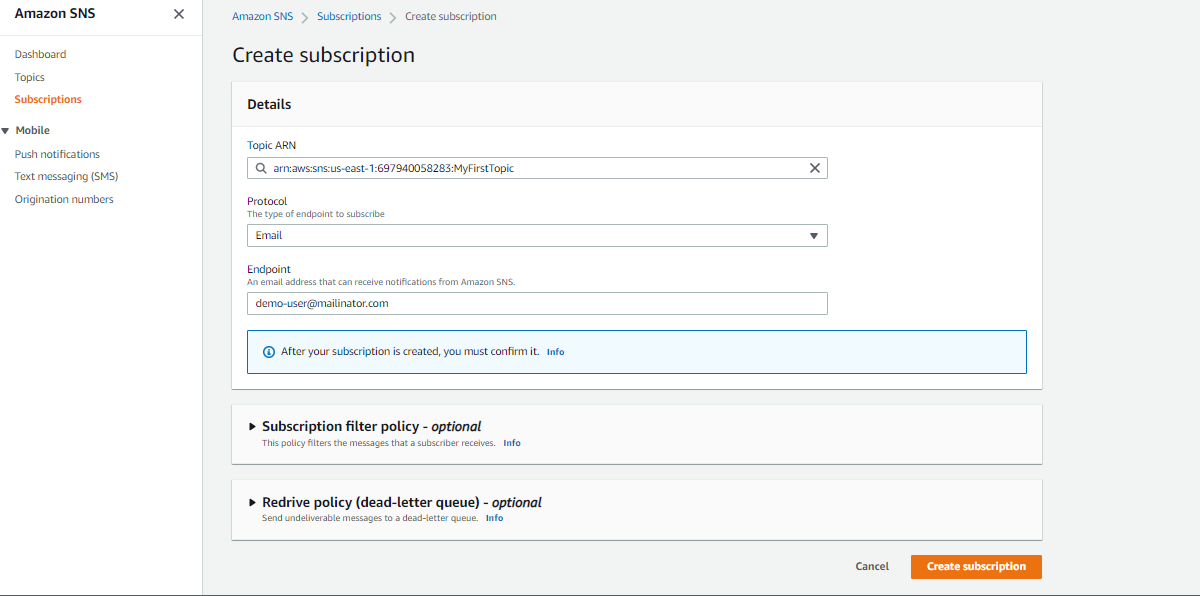 Amazon SNS
Dashboard
Topics
Subscriptions
Mobile
Push notifications
Text messaging (SMS)
Origination numbers
Amazon SNS > Subscriptions > Create subscription
Create subscription
Details
Topic ARN
arn:aws:sns:us-east-1:697940058283:MyFirstTopic
Protocol
The type of endpoint to subscribe
Email
Endpoint
An email address that can receive notifications from Amazon SNS.
demo-user@mailinator.com
After your subscription is created, you must confirm it. Info
Subscription filter policy - optional
This policy filters the messages that a subscriber receives. Info
Redrive policy (dead-letter queue) - optional
Send undeliverable messages to a dead-letter queue. Info
Cancel Create subscription